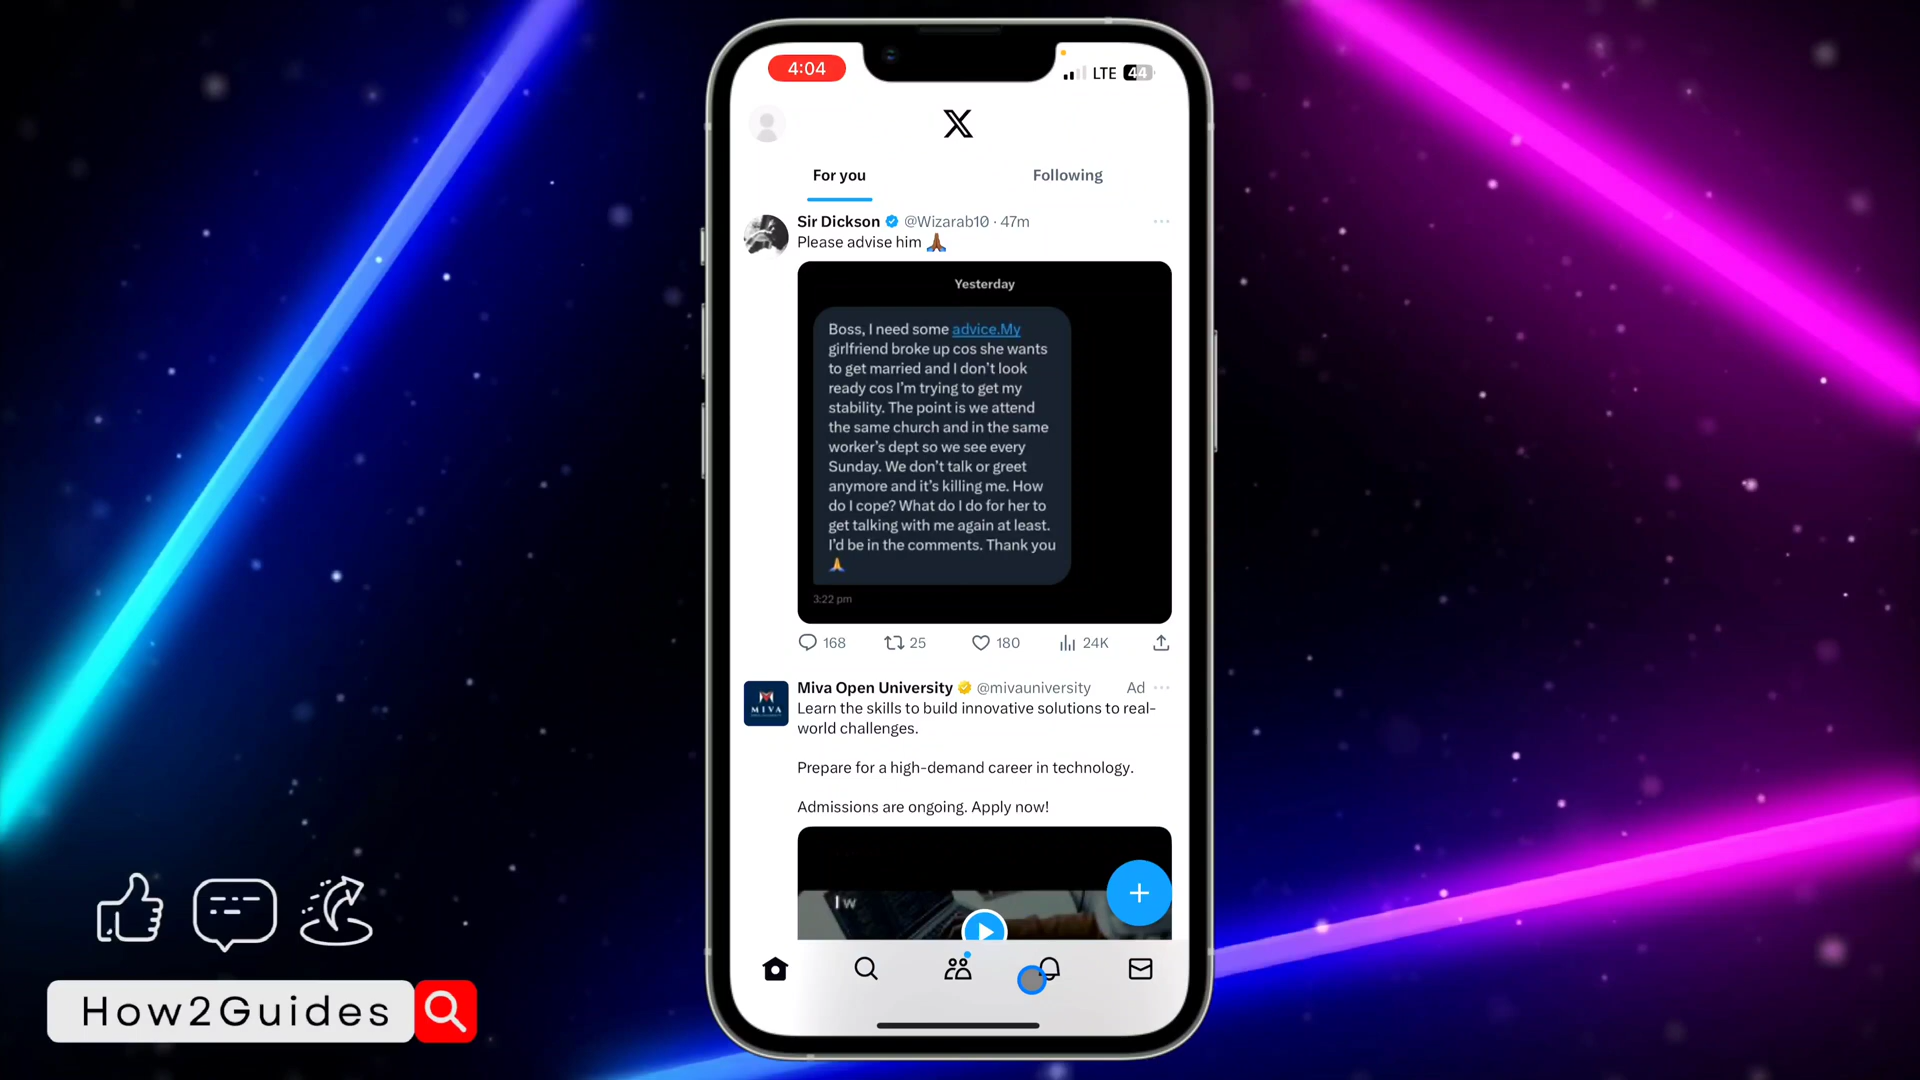 4:04
LTE 44
X
For you
Following
Sir Dickson @Wizarab10 · 47m
Please advise him 🙏🏾
Yesterday
Boss, I need some advice.My
girlfriend broke up cos she wants
to get married and I don't look
ready cos I'm trying to get my
stability. The point is we attend
the same church and in the same
worker's dept so we see every
Sunday. We don't talk or greet
anymore and it's killing me. How
do I cope? What do I do for her to
get talking with me again at least.
I'd be in the comments. Thank you
🙏
3:22 pm
168
25
180
24K
MIVA
Miva Open University @mivauniversity
Ad
Learn the skills to build innovative solutions to real-
world challenges.
Prepare for a high-demand career in technology.
Admissions are ongoing. Apply now!
I w
How2Guides